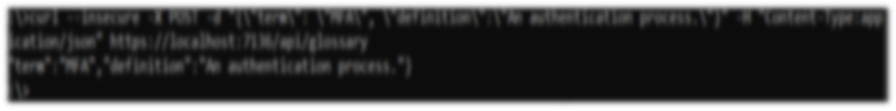 \>curl --insecure -X POST -d "{\"term\": \"MFA\", \"definition\":\"An authentication process.\"}" -H "Content-Type:app
ication/json" https://localhost:7136/api/glossary
"term":"MFA","definition":"An authentication process."}
\>